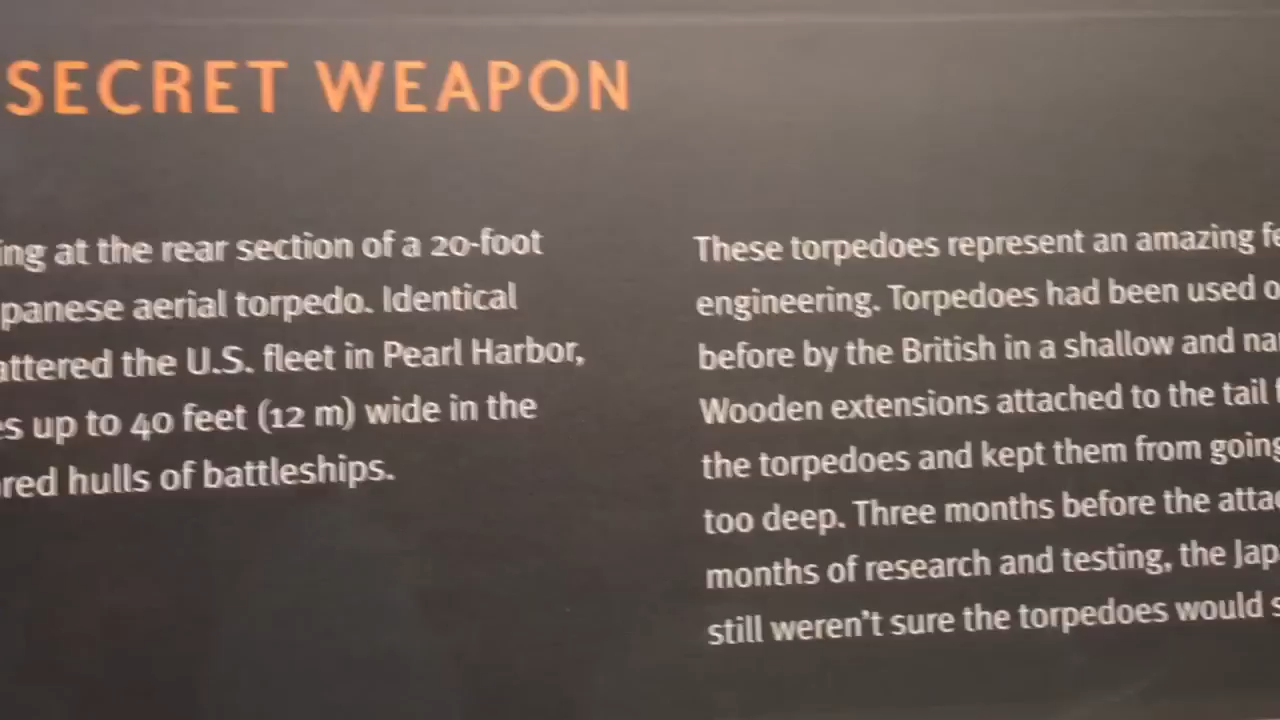 SECRET WEAPON
ing at the rear section of a 20-foot
panese aerial torpedo. Identical
attered the U.S. fleet in Pearl Harbor,
es up to 40 feet (12 m) wide in the
red hulls of battleships.
These torpedoes represent an amazing fe
engineering. Torpedoes had been used o
before by the British in a shallow and na
Wooden extensions attached to the tail f
the torpedoes and kept them from going
too deep. Three months before the attac
months of research and testing, the Jap
still weren't sure the torpedoes would s